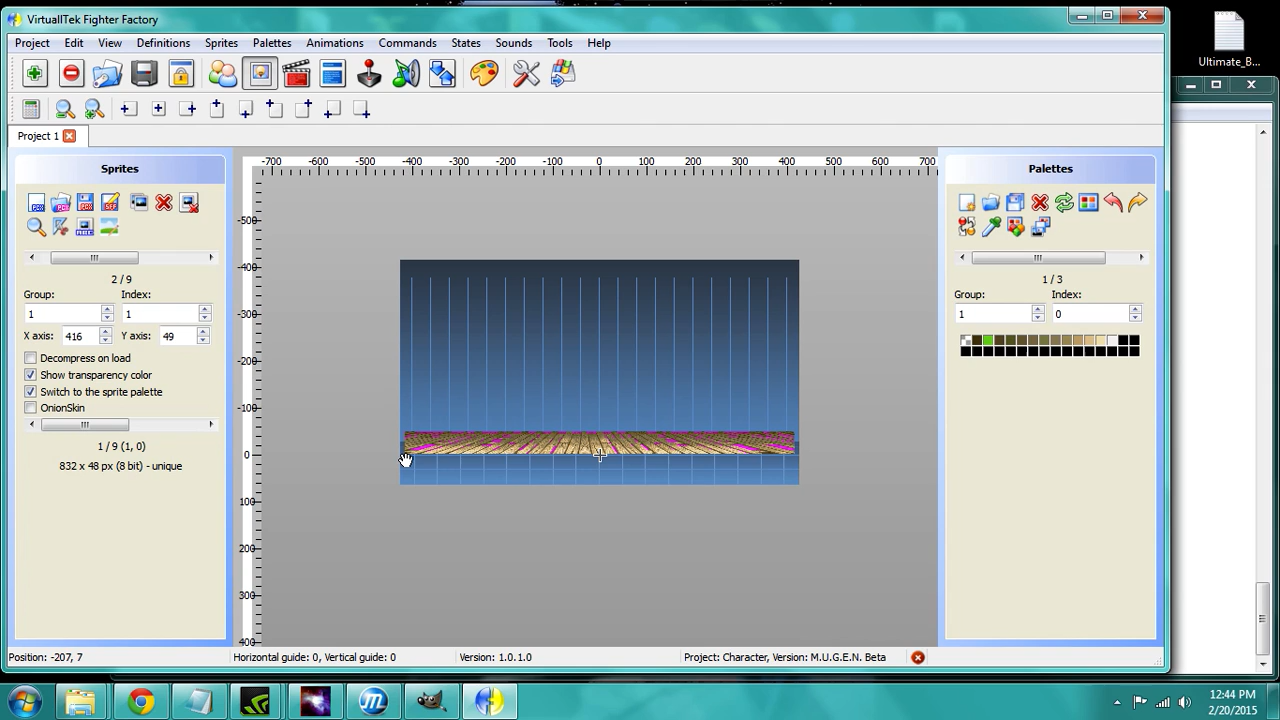 VirtuallTek Fighter Factory
Ultimate_B...
Project Edit View Definitions Sprites Palettes Animations Commands States Sounds Tools Help
Project 1
Sprites
2 / 9
Group: Index:
1 1
X axis: 416 Y axis: 49
Decompress on load
Show transparency color
Switch to the sprite palette
OnionSkin
1 / 9 (1, 0)
832 x 48 px (8 bit) - unique
-700 -600 -500 -400 -300 -200 -100 0 100 200 300 400 500 600 700
-500
-400
-300
-200
-100
0
100
200
300
400
Palettes
1 / 3
Group: Index:
1 0
Position: -207, 7 Horizontal guide: 0, Vertical guide: 0 Version: 1.0.1.0 Project: Character, Version: M.U.G.E.N. Beta
12:44 PM
2/20/2015